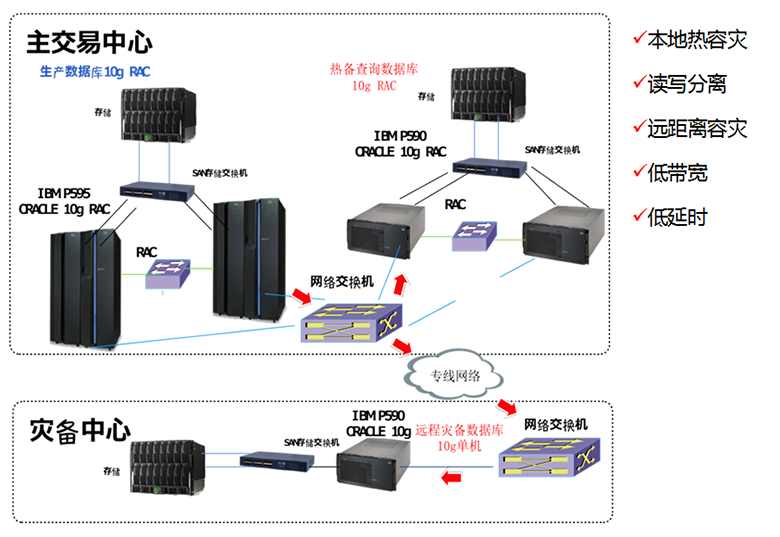 主交易中心
生产数据库10g RAC
存储
SAN存储交换机
IBM P595
ORACLE 10g RAC
RAC
热备查询数据库
10g RAC
存储
IBM P590
ORACLE 10g RAC
SAN存储交换机
RAC
网络交换机
专线网络
灾备中心
存储
SAN存储交换机
IBM P590
ORACLE 10g
远程灾备数据库
10g单机
网络交换机
✓本地热容灾
✓读写分离
✓远距离容灾
✓低带宽
✓低延时